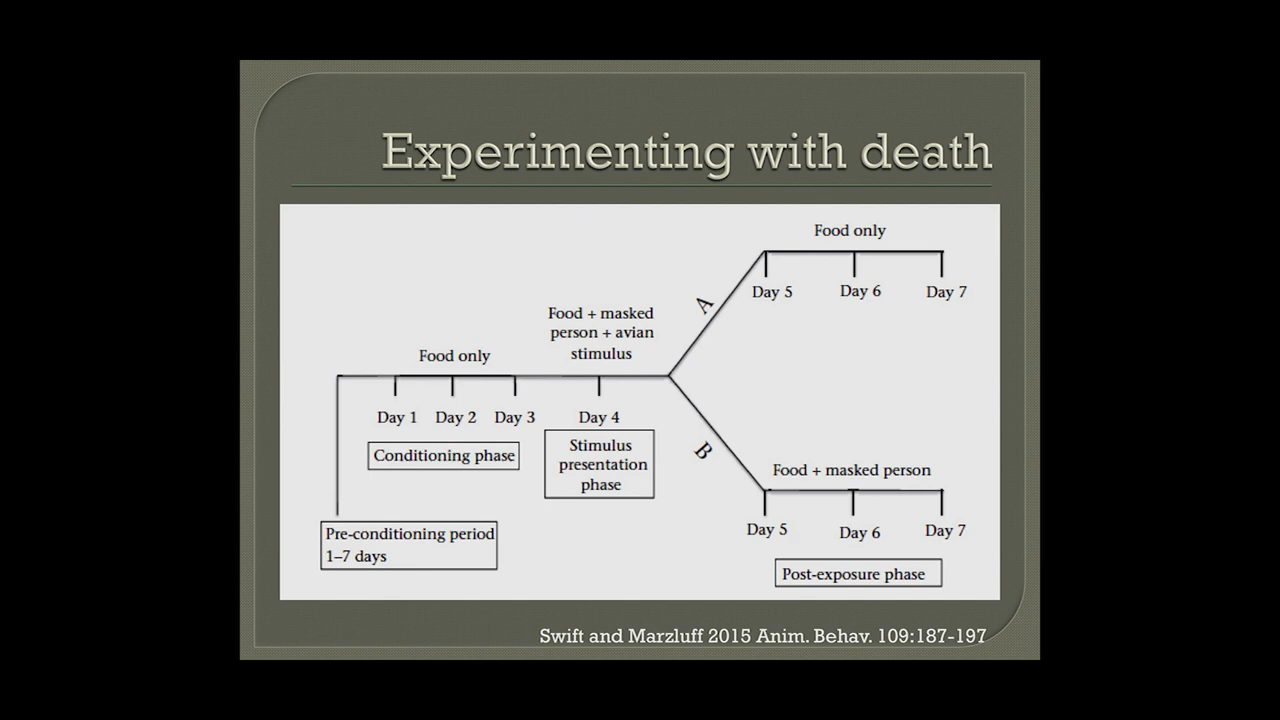 Experimenting with death
Food only
Day 5 Day 6 Day 7
A
Food + masked
person + avian
stimulus
Food only
Day 1 Day 2 Day 3 Day 4
Conditioning phase
Stimulus
presentation
phase
B
Food + masked person
Day 5 Day 6 Day 7
Pre-conditioning period
1–7 days
Post-exposure phase
Swift and Marzluff 2015 Anim. Behav. 109:187-197